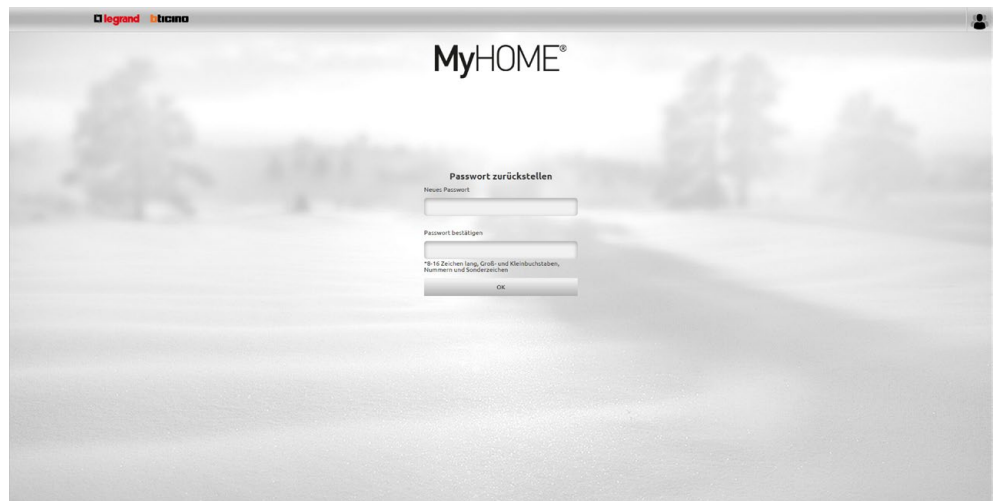 legrand bticino
MyHOME®
Passwort zurückstellen
Neues Passwort
Passwort bestätigen
*8-16 Zeichen lang, Groß- und Kleinbuchstaben,
Nummern und Sonderzeichen
OK